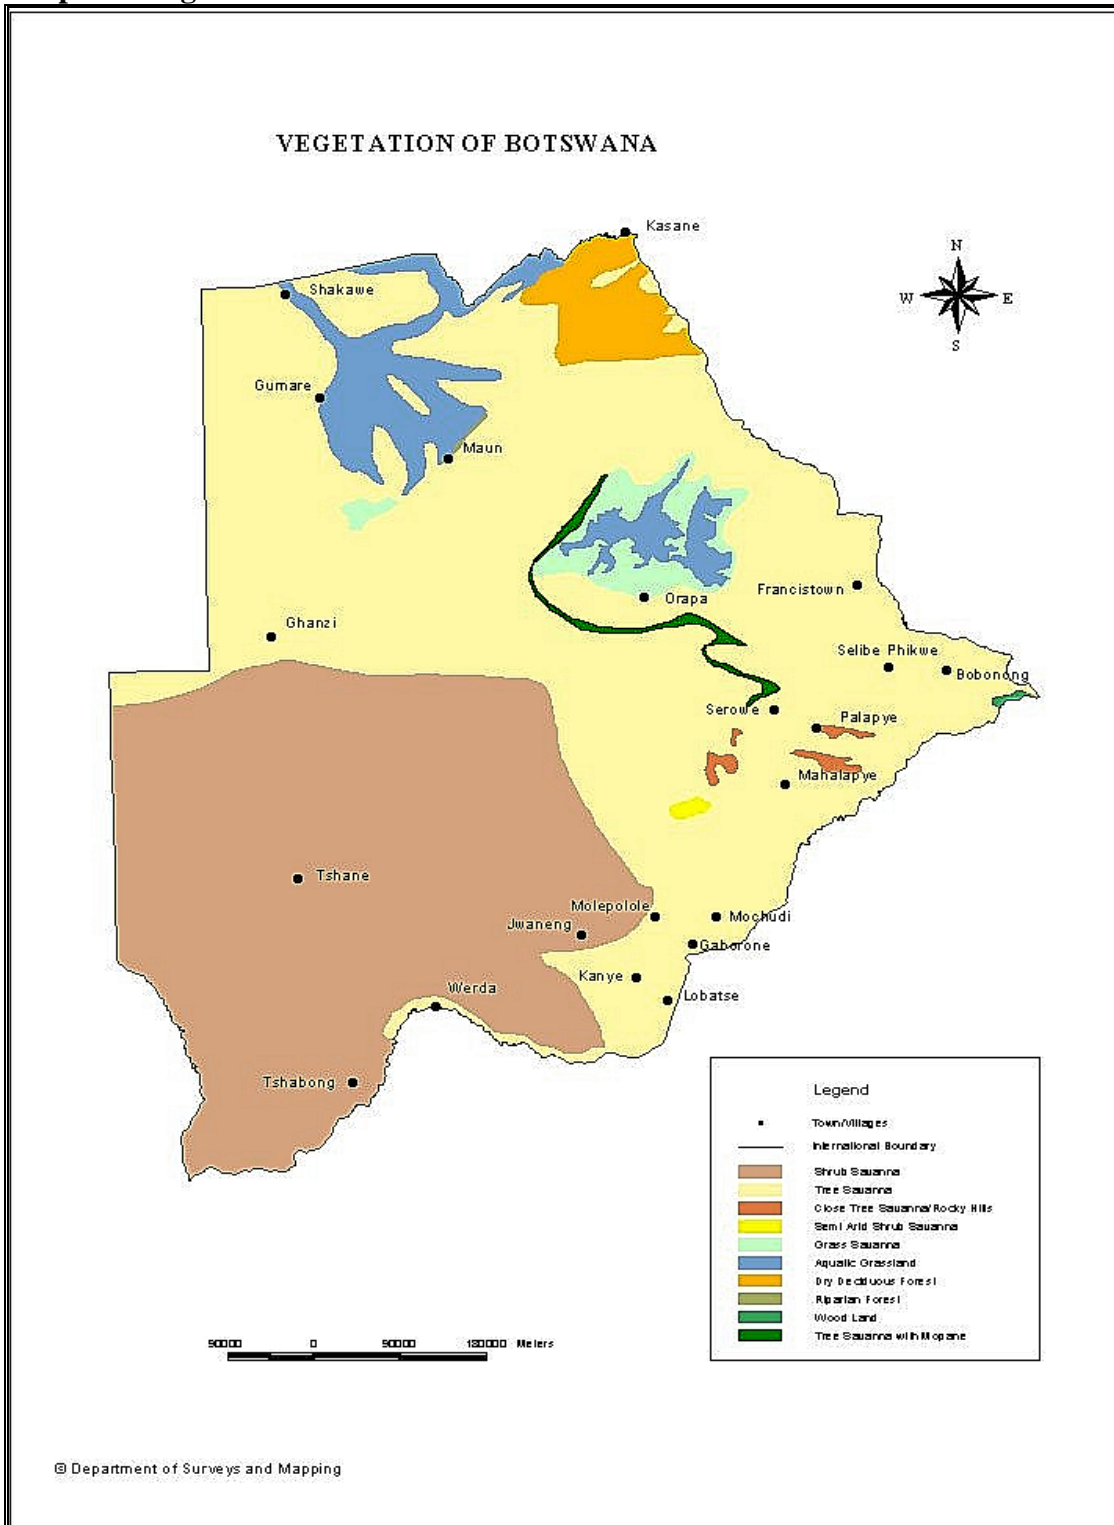 VEGETATION OF BOTSWANA
Kasane
N
W E
S
Shakawe
Gumare
Maun
Orapa
Francistown
Ghanzi
Selibe Phikwe
Bobonong
Serowe
Palapye
Mahalapye
Tshane
Molepolole
Mochudi
Jwaneng
Gaborone
Kanye
Werda
Lobatse
Tshabong
Legend
Town/Villages
International Boundary
Shrub Savanna
Tree Savanna
Close Tree Savanna/Rocky Hills
Semi Arid Shrub Savanna
Grass Savanna
Aquatic Grassland
Dry Deciduous Forest
Riparian Forest
Wood Land
Tree Savanna with Mopane
90000 0 90000 180000 Meters
© Department of Surveys and Mapping